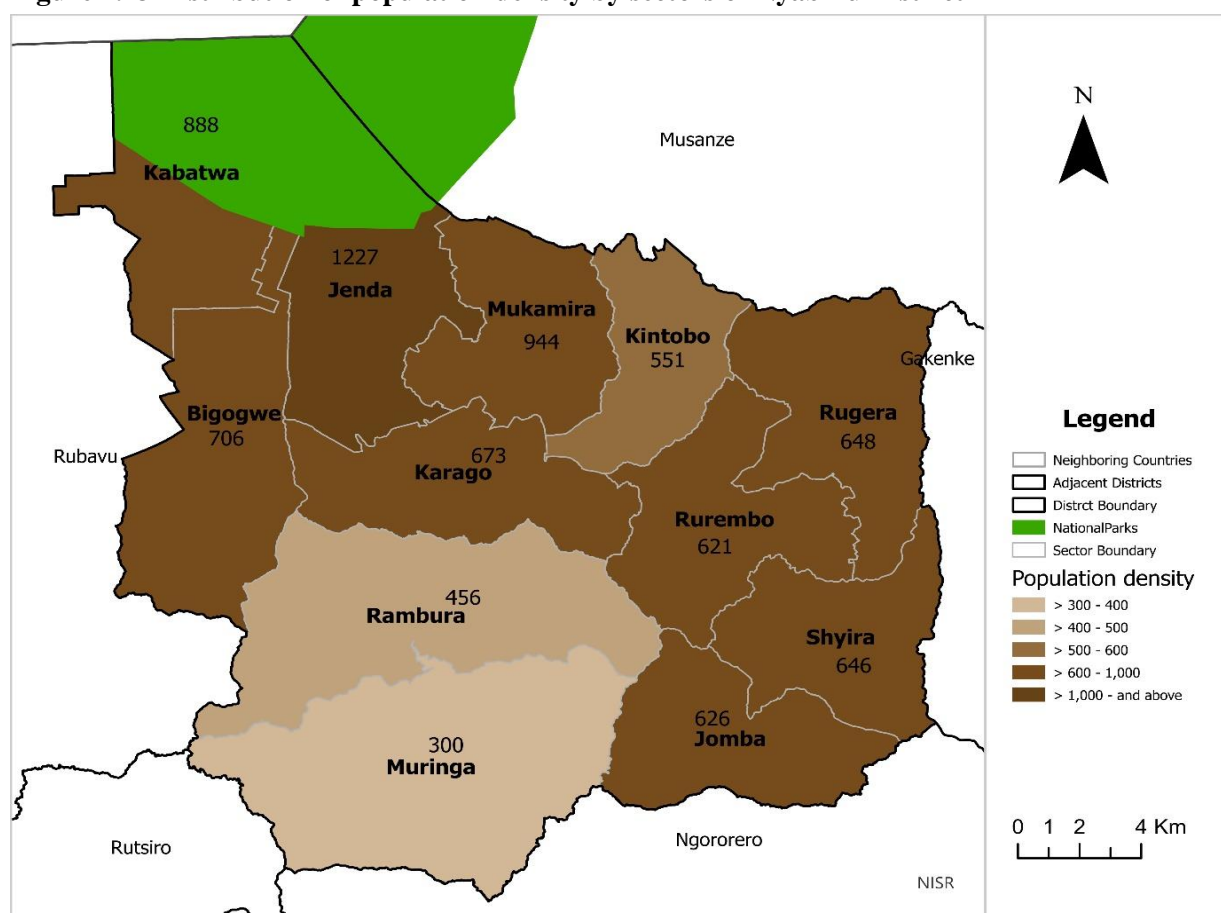 888
Kabatwa
Musanze
1227
Jenda
Mukamira
944
Kintobo
551
Gakenke
Rugera
648
Bigogwe
706
Rubavu
673
Karago
Rurembo
621
456
Rambura
Shyira
646
626
Jomba
300
Muringa
Rutsiro
Ngororero
NISR
N
Legend
Neighboring Countries
Adjacent Districts
Distrct Boundary
NationalParks
Sector Boundary
Population density
> 300 - 400
> 400 - 500
> 500 - 600
> 600 - 1,000
> 1,000 - and above
0 1 2 4 Km